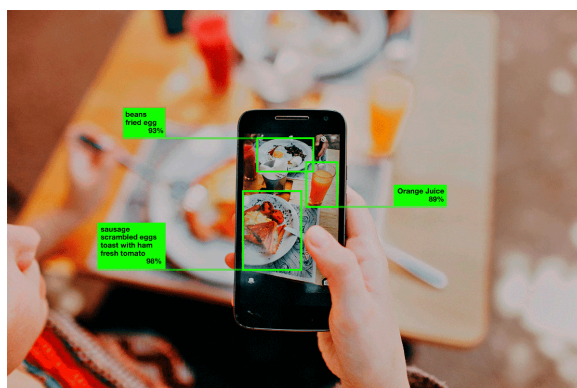 beans
fried egg
93%
Orange Juice
89%
sausage
scrambled eggs
toast with ham
fresh tomato
98%